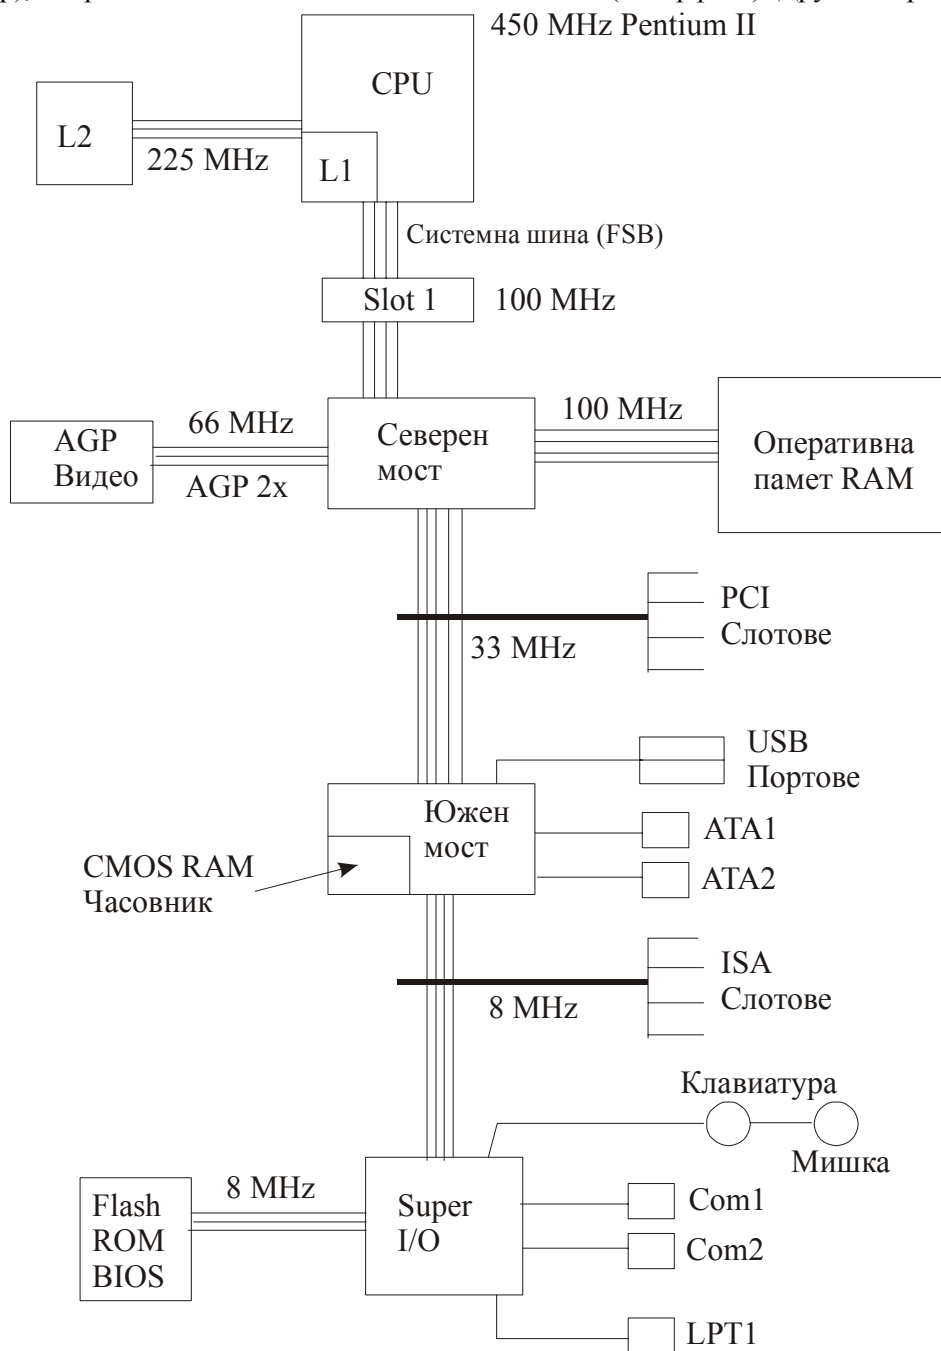 450 MHz Pentium II
CPU
L2
225 MHz
L1
Системна шина (FSB)
Slot 1
100 MHz
66 MHz
100 MHz
AGP
Видео
AGP 2x
Северен
мост
Оперативна
памет RAM
PCI
Слотове
33 MHz
USB
Портове
Южен
мост
ATA1
ATA2
CMOS RAM
Часовник
ISA
Слотове
8 MHz
Клавиатура
Мишка
8 MHz
Flash
ROM
BIOS
Super
I/O
Com1
Com2
LPT1